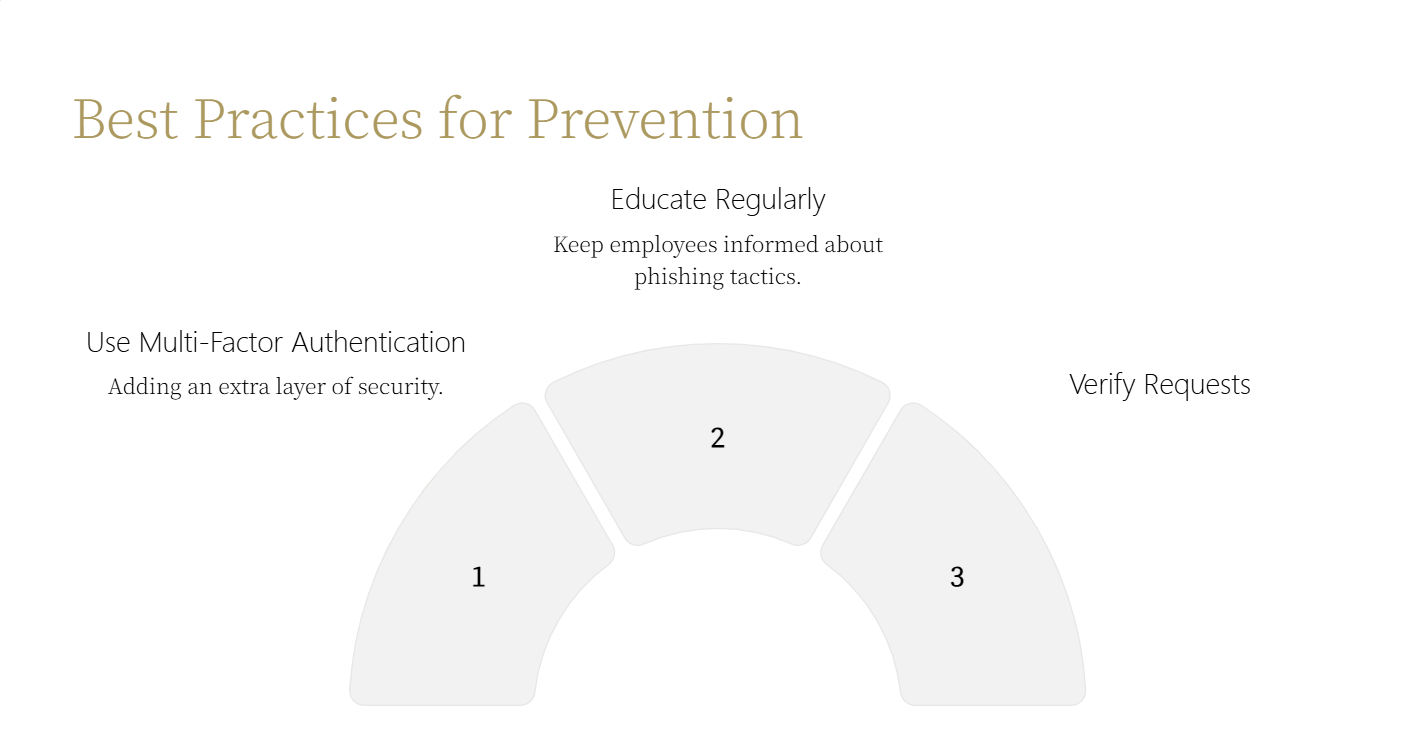 Best Practices for Prevention
Educate Regularly
Keep employees informed about
phishing tactics.
Use Multi-Factor Authentication
Adding an extra layer of security.
Verify Requests
2
1
3